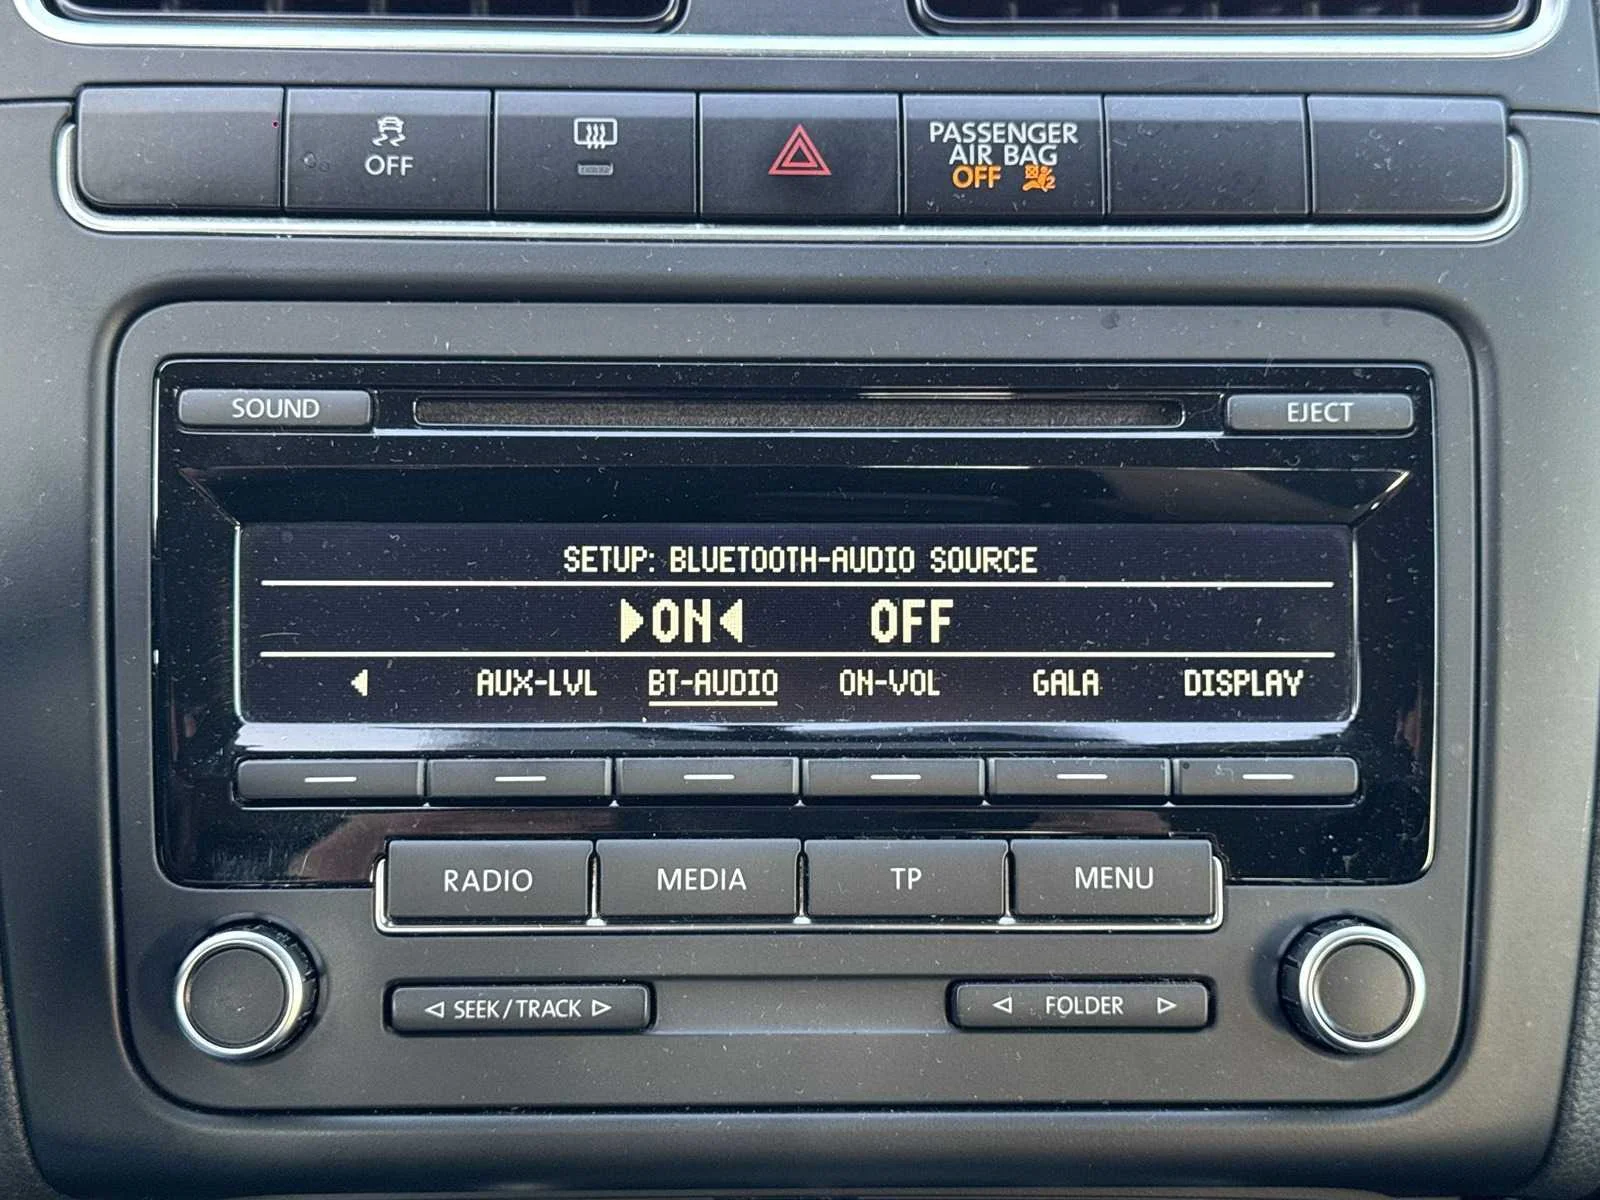 OFF
PASSENGER
AIR BAG
OFF
SOUND
EJECT
SETUP: BLUETOOTH-AUDIO SOURCE
▶ON◀ OFF
◀ AUX-LVL BT-AUDIO ON-VOL GALA DISPLAY
RADIO MEDIA TP MENU
◁ SEEK/TRACK ▷ ◁ FOLDER ▷